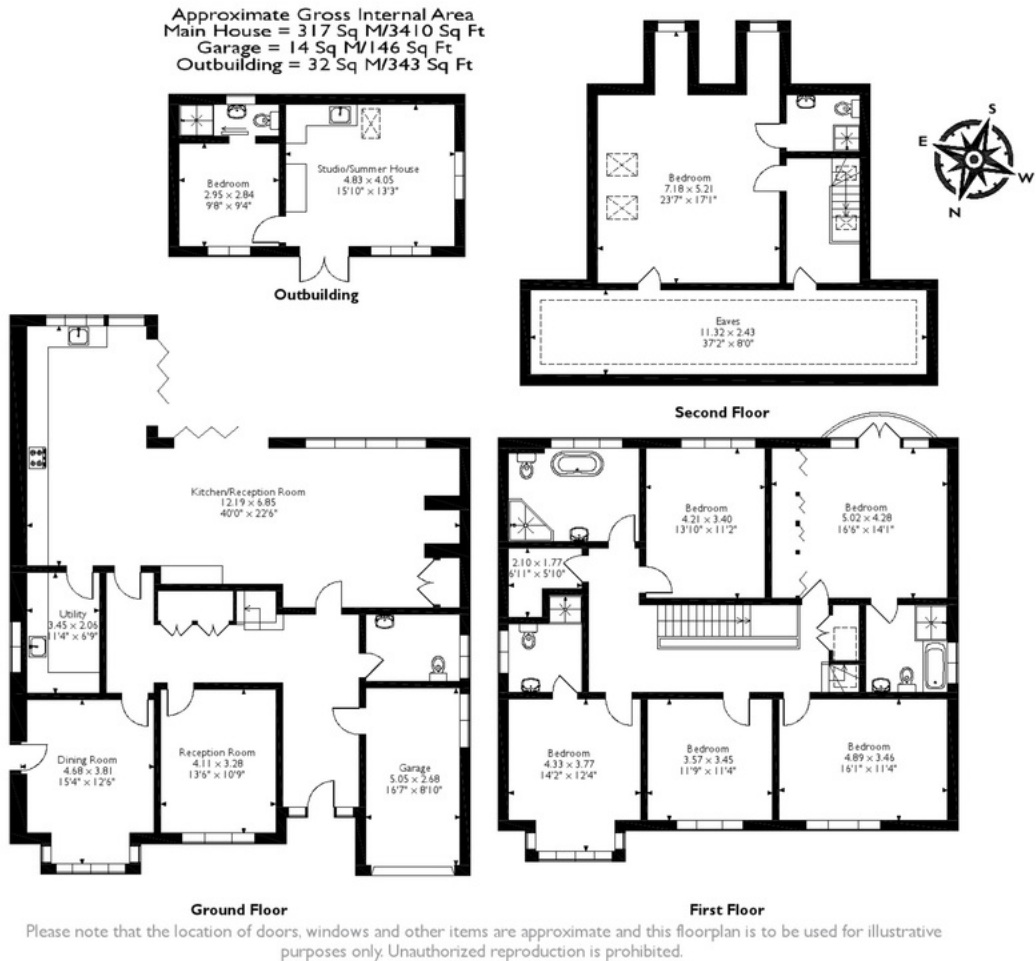 Approximate Gross Internal Area
Main House = 317 Sq M/3410 Sq Ft
Garage = 14 Sq M/146 Sq Ft
Outbuilding = 32 Sq M/343 Sq Ft
Bedroom
2.95 x 2.84
9'8" x 9'4"
Studio/Summer House
4.83 x 4.05
15'10" x 13'3"
Outbuilding
Bedroom
7.18 x 5.21
23'7" x 17'1"
Eaves
11.32 x 2.43
37'2" x 8'0"
Second Floor
S
E
W
N
Kitchen/Reception Room
12.19 x 6.85
40'0" x 22'6"
Utility
3.45 x 2.06
11'4" x 6'9"
Dining Room
4.68 x 3.81
15'4" x 12'6"
Reception Room
4.11 x 3.28
13'6" x 10'9"
Garage
5.05 x 2.68
16'7" x 8'10"
Ground Floor
Bedroom
4.21 x 3.40
13'10" x 11'2"
Bedroom
5.02 x 4.28
16'6" x 14'1"
2.10 x 1.77
6'11" x 5'10"
Bedroom
4.33 x 3.77
14'2" x 12'4"
Bedroom
3.57 x 3.45
11'9" x 11'4"
Bedroom
4.89 x 3.46
16'1" x 11'4"
First Floor
Please note that the location of doors, windows and other items are approximate and this floorplan is to be used for illustrative
purposes only. Unauthorized reproduction is prohibited.